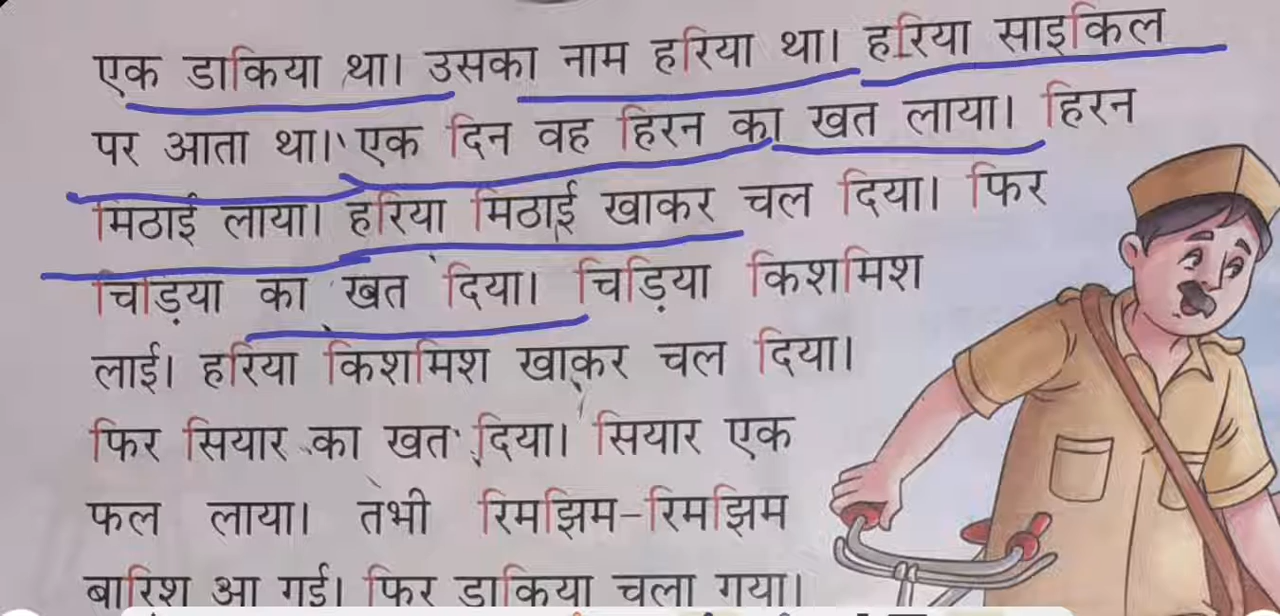 एक डाकिया था। उसका नाम हरिया था। हरिया साइकिल
पर आता था। एक दिन वह हिरन का खत लाया। हिरन
मिठाई लाया। हरिया मिठाई खाकर चल दिया। फिर
चिड़िया का खत दिया। चिड़िया किशमिश
लाई। हरिया किशमिश खाकर चल दिया।
फिर सियार का खत दिया। सियार एक
फल लाया। तभी रिमझिम-रिमझिम
बारिश आ गई। फिर डाकिया चला गया।